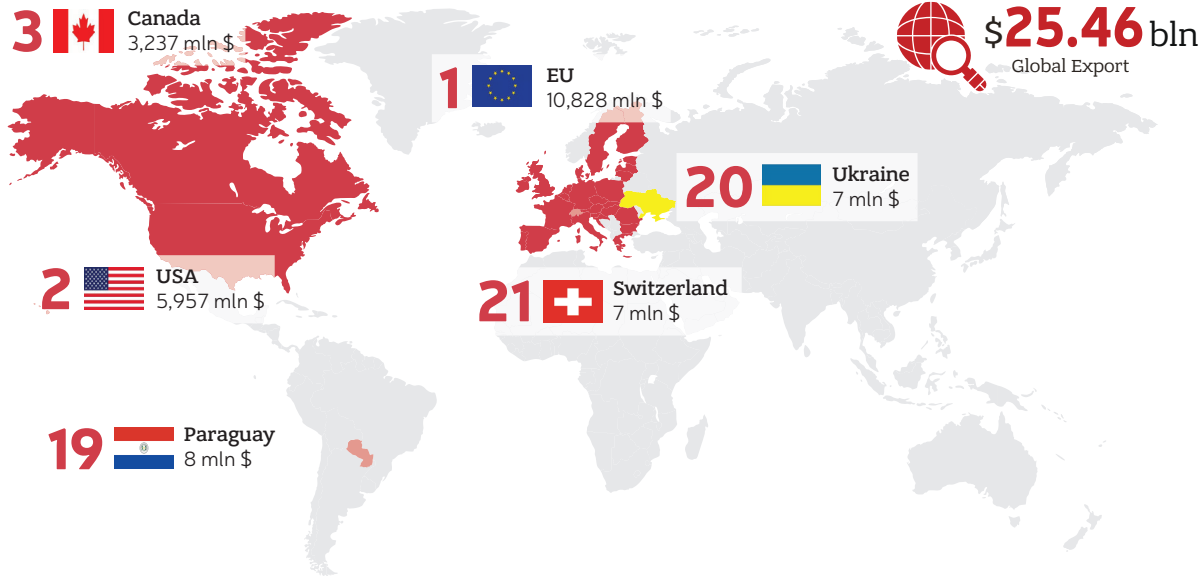 3
Canada
3,237 mln $
$25.46 bln
Global Export
1
EU
10,828 mln $
20
Ukraine
7 mln $
2
USA
5,957 mln $
21
Switzerland
7 mln $
19
Paraguay
8 mln $